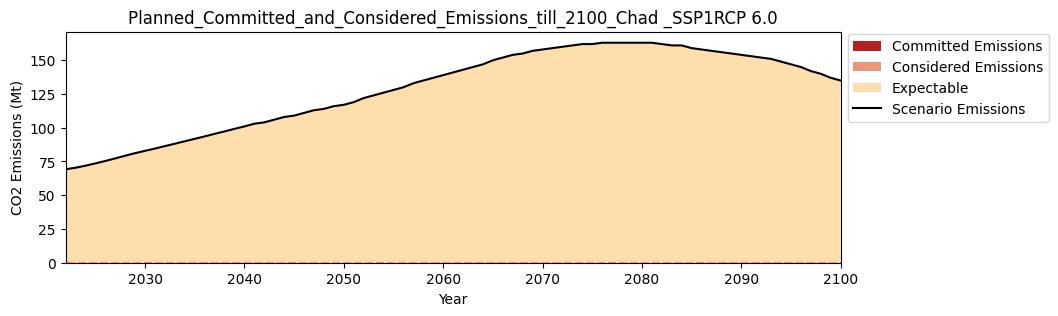 Planned_Committed_and_Considered_Emissions_till_2100_Chad _SSP1RCP 6.0
CO2 Emissions (Mt)
150
125
100
75
50
25
0
2030 2040 2050 2060 2070 2080 2090 2100
Year
Committed Emissions
Considered Emissions
Expectable
Scenario Emissions